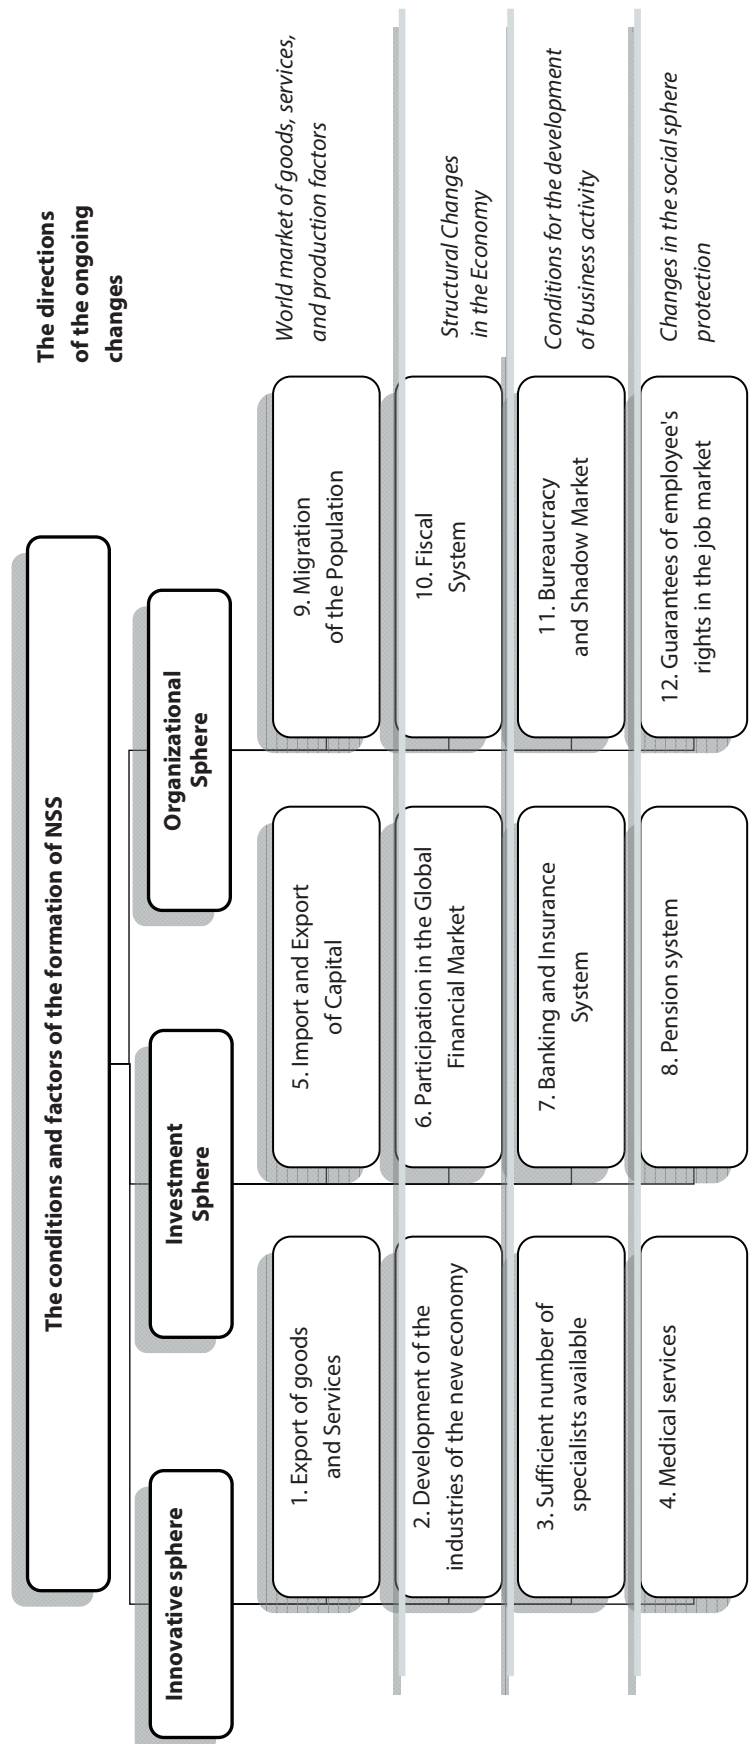 The conditions and factors of the formation of NSS
The directions
of the ongoing
changes
Innovative sphere
Investment
Sphere
Organizational
Sphere
1. Export of goods
and Services
5. Import and Export
of Capital
9. Migration
of the Population
World market of goods, services,
and production factors
2. Development of the
industries of the new economy
6. Participation in the Global
Financial Market
10. Fiscal
System
Structural Changes
in the Economy
3. Sufficient number of
specialists available
7. Banking and Insurance
System
11. Bureaucracy
and Shadow Market
Conditions for the development
of business activity
4. Medical services
8. Pension system
12. Guarantees of employee's
rights in the job market
Changes in the social sphere
protection